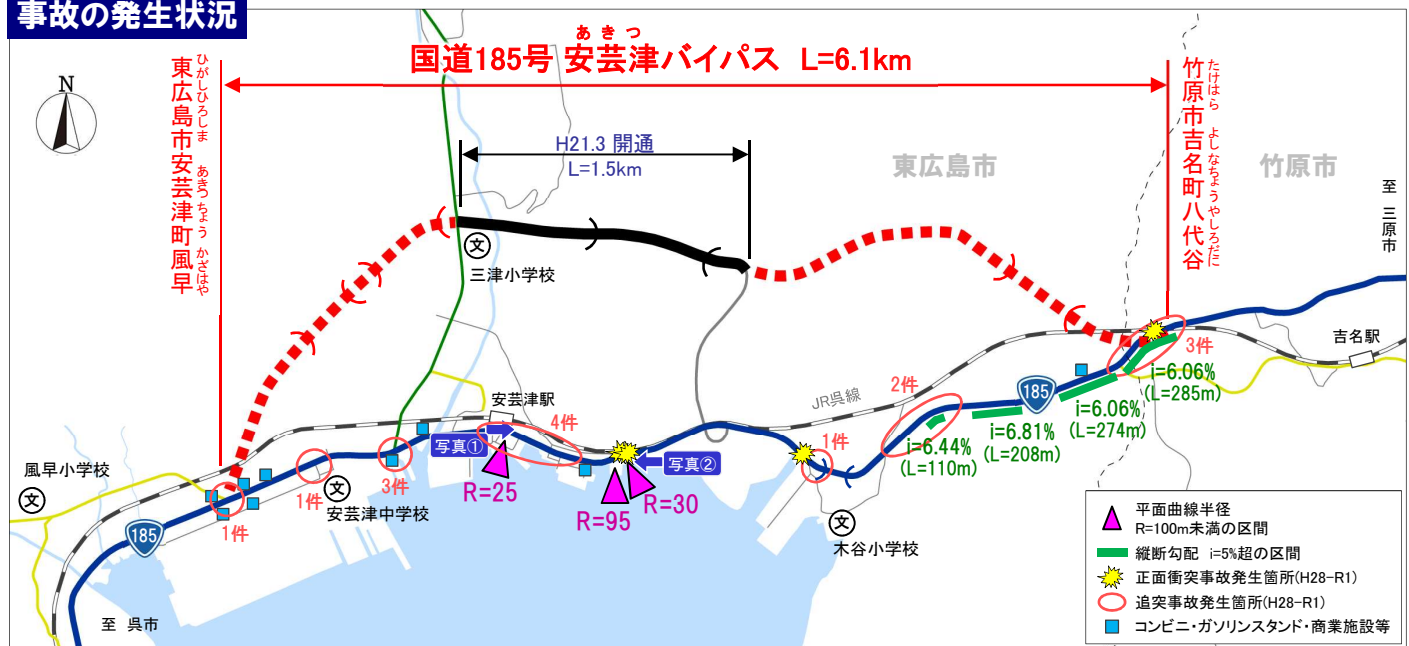 事故の発生状況
あきつ
国道185号 安芸津バイパス L=6.1km
ひがしひろしま あきつちょう かざはや
東広島市安芸津町風早
たけはら よしなちょうやしろだに
竹原市吉名町八代谷
N
H21.3 開通
L=1.5km
東広島市
竹原市
至 三原市
文
三津小学校
吉名駅
3件
i=6.06%
(L=285m)
185
i=6.06%
(L=274m)
i=6.81%
(L=208m)
i=6.44%
(L=110m)
2件
JR呉線
安芸津駅
4件
写真①
写真②
R=25
R=95
R=30
1件
文
木谷小学校
風早小学校
文
1件
1件
文
安芸津中学校
3件
185
至 呉市
平面曲線半径
R=100m未満の区間
縦断勾配 i=5%超の区間
正面衝突事故発生箇所(H28-R1)
追突事故発生箇所(H28-R1)
コンビニ・ガソリンスタンド・商業施設等